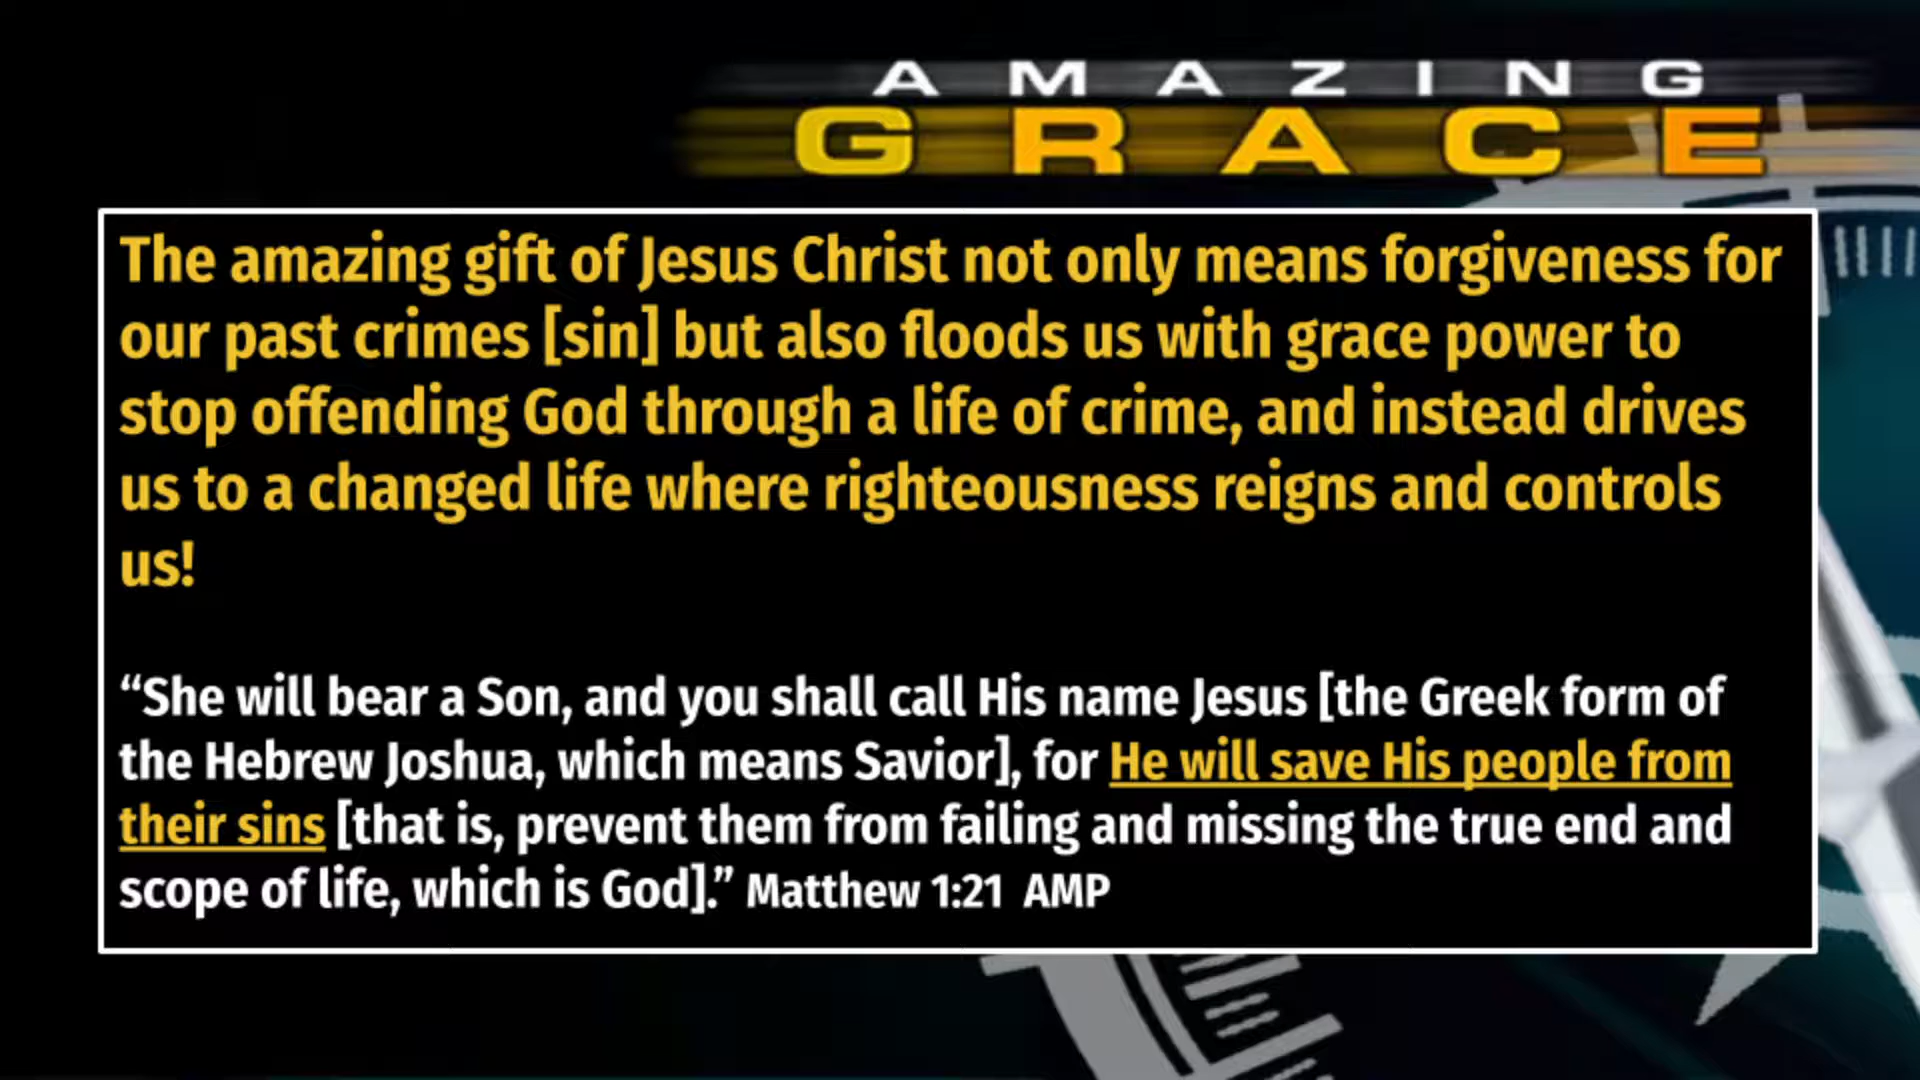 AMAZING
GRACE
The amazing gift of Jesus Christ not only means forgiveness for
our past crimes [sin] but also floods us with grace power to
stop offending God through a life of crime, and instead drives
us to a changed life where righteousness reigns and controls
us!
“She will bear a Son, and you shall call His name Jesus [the Greek form of
the Hebrew Joshua, which means Savior], for He will save His people from
their sins [that is, prevent them from failing and missing the true end and
scope of life, which is God].” Matthew 1:21 AMP